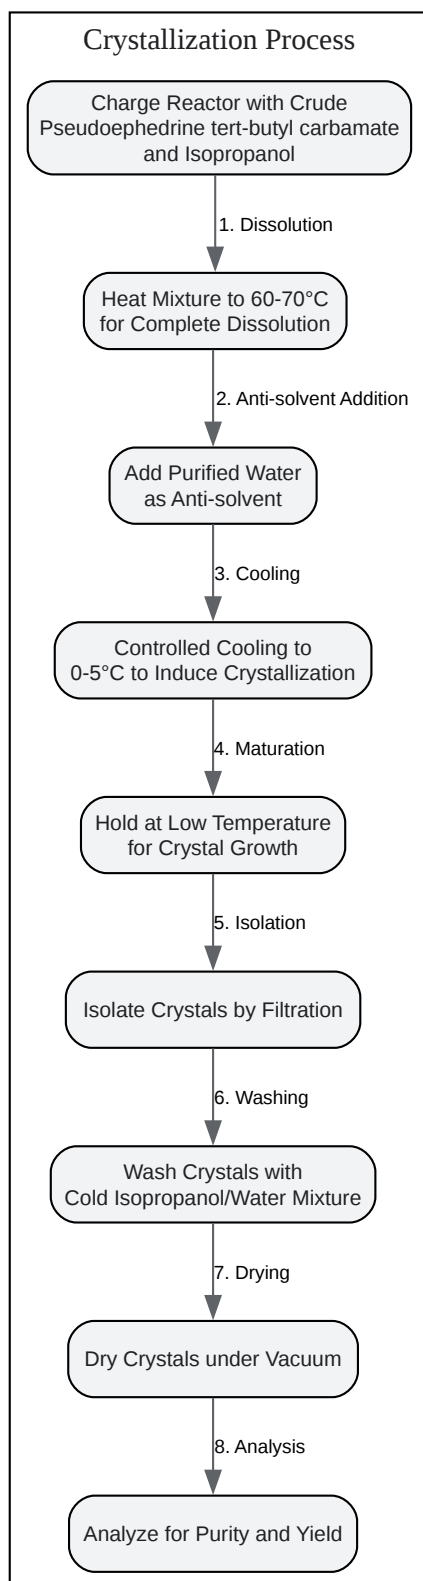 Crystallization Process
Charge Reactor with Crude
Pseudoephedrine tert-butyl carbamate
and Isopropanol
1. Dissolution
Heat Mixture to 60-70°C
for Complete Dissolution
2. Anti-solvent Addition
Add Purified Water
as Anti-solvent
3. Cooling
Controlled Cooling to
0-5°C to Induce Crystallization
4. Maturation
Hold at Low Temperature
for Crystal Growth
5. Isolation
Isolate Crystals by Filtration
6. Washing
Wash Crystals with
Cold Isopropanol/Water Mixture
7. Drying
Dry Crystals under Vacuum
8. Analysis
Analyze for Purity and Yield